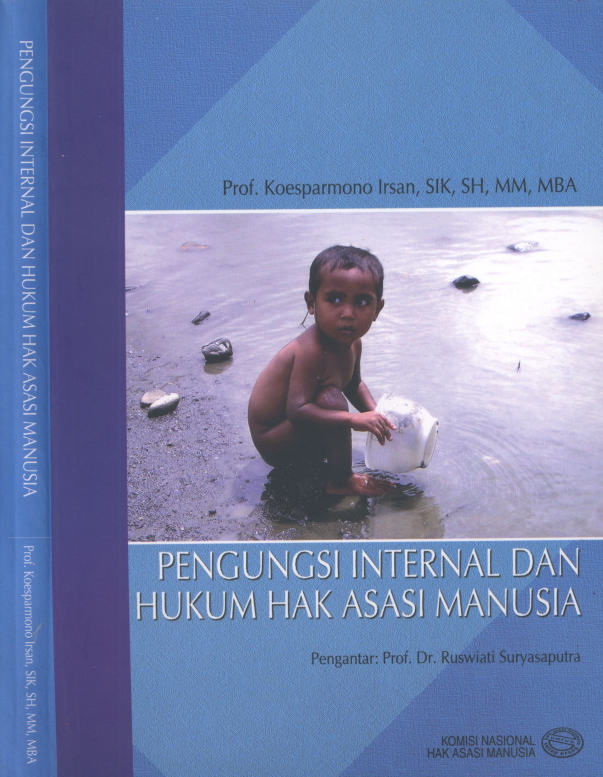 PENGUNGSI INTERNAL DAN HUKUM HAK ASASI MANUSIA
Prof. Koesparmono Irsan, SIK, SH, MM, MBA
Prof. Koesparmono Irsan, SIK, SH, MM, MBA
PENGUNGSI INTERNAL DAN
HUKUM HAK ASASI MANUSIA
Pengantar: Prof. Dr. Ruswiati Suryasaputra
KOMISI NASIONAL
HAK ASASI MANUSIA